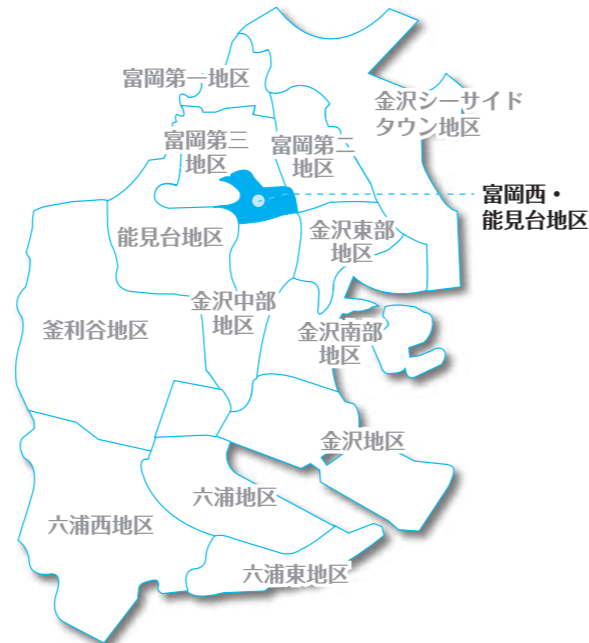 富岡第一地区
金沢シーサイド
タウン地区
富岡第三
地区
富岡第二
地区
富岡西・
能見台地区
能見台地区
金沢東部
地区
金沢中部
地区
釜利谷地区
金沢南部
地区
金沢地区
六浦地区
六浦西地区
六浦東地区